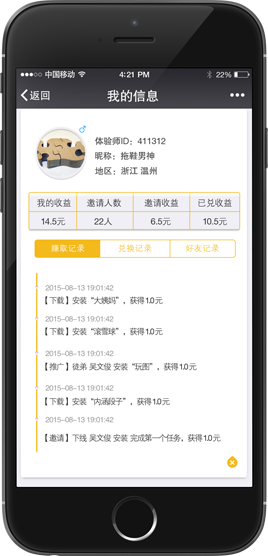 中国移动 4:21 PM 22%
返回 我的信息
体验师ID：411312
昵称：拖鞋男神
地区：浙江 温州
我的收益 邀请人数 邀请收益 已兑收益
14.5元 22人 6.5元 10.5元
赚取记录 兑换记录 好友记录
2015-08-13 19:01:42
【下载】安装“大姨妈”，获得1.0元
2015-08-13 19:01:42
【下载】安装“滚雪球”，获得1.0元
2015-08-13 19:01:42
【推广】徒弟 吴文俊 安装“玩图”，获得1.0元
2015-08-13 19:01:42
【下载】安装“内涵段子”，获得1.0元
2015-08-13 19:01:42
【邀请】下线 吴文俊 安装 完成第一个任务，获得1.0元